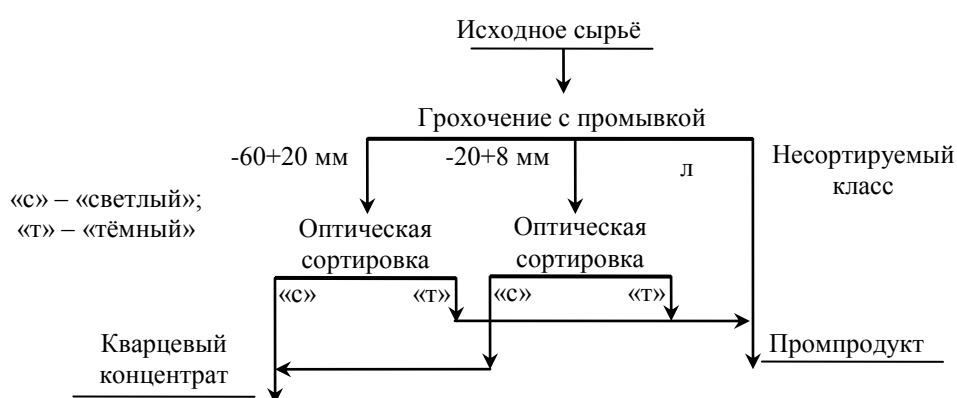 Исходное сырьё
Грохочение с промывкой
-60+20 мм
-20+8 мм
л
Несортируемый
класс
«с» – «светлый»;
«т» – «тёмный»
Оптическая
сортировка
Оптическая
сортировка
«с»
«т»
«с»
«т»
Кварцевый
концентрат
Промпродукт